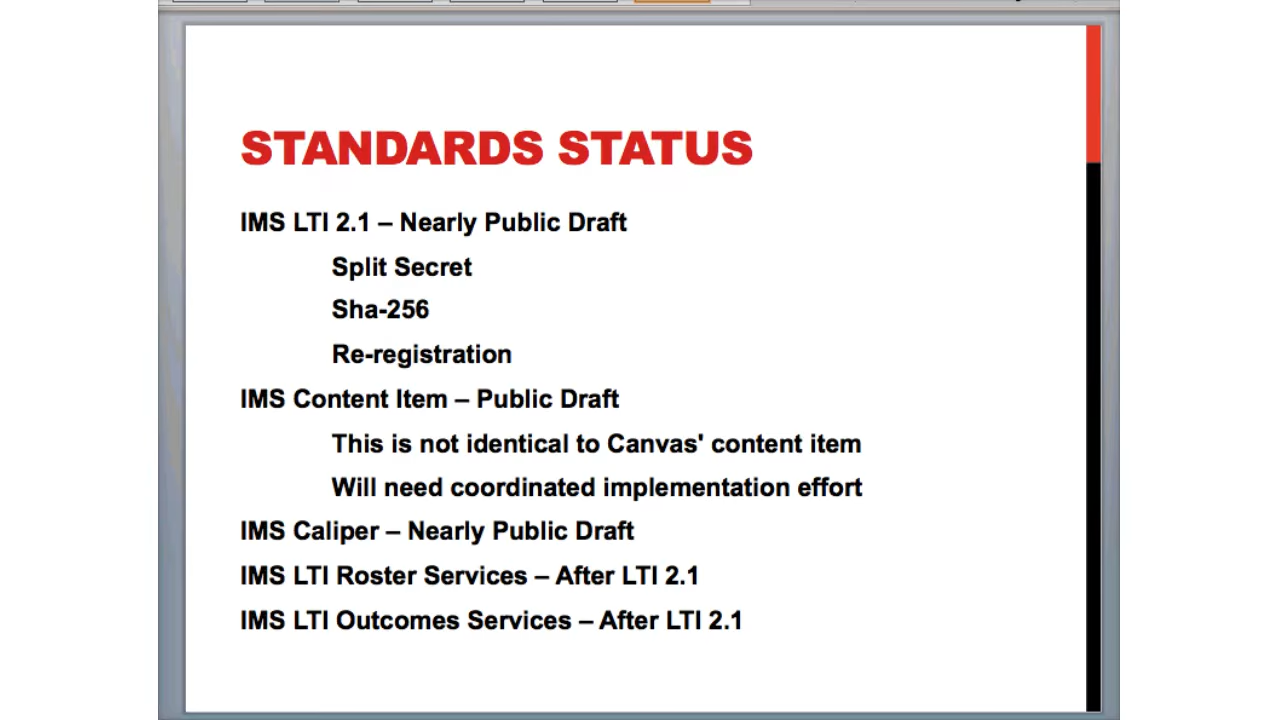 STANDARDS STATUS
IMS LTI 2.1 – Nearly Public Draft
Split Secret
Sha-256
Re-registration
IMS Content Item – Public Draft
This is not identical to Canvas' content item
Will need coordinated implementation effort
IMS Caliper – Nearly Public Draft
IMS LTI Roster Services – After LTI 2.1
IMS LTI Outcomes Services – After LTI 2.1